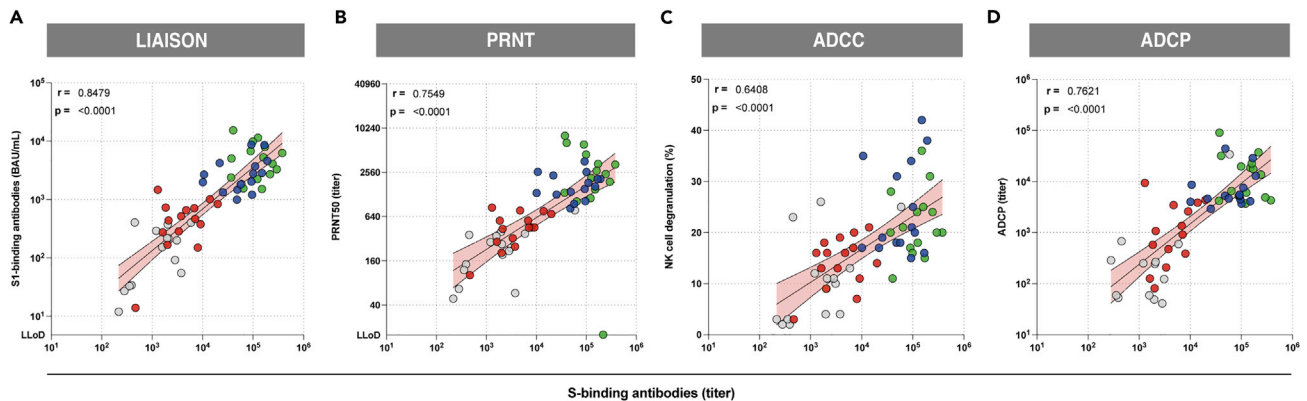 A
LIAISON
r = 0.8479
p = <0.0001
S1-binding antibodies (BAU/mL)
10^5
10^4
10^3
10^2
10^1
LLoD
10^1 10^2 10^3 10^4 10^5 10^6
B
PRNT
r = 0.7549
p = <0.0001
PRNT50 (titer)
40960
10240
2560
640
160
40
LLoD
10^1 10^2 10^3 10^4 10^5 10^6
C
ADCC
r = 0.6408
p = <0.0001
NK cell degranulation (%)
50
40
30
20
10
0
10^1 10^2 10^3 10^4 10^5 10^6
D
ADCP
r = 0.7621
p = <0.0001
ADCP (titer)
10^6
10^5
10^4
10^3
10^2
10^1
10^1 10^2 10^3 10^4 10^5 10^6
S-binding antibodies (titer)